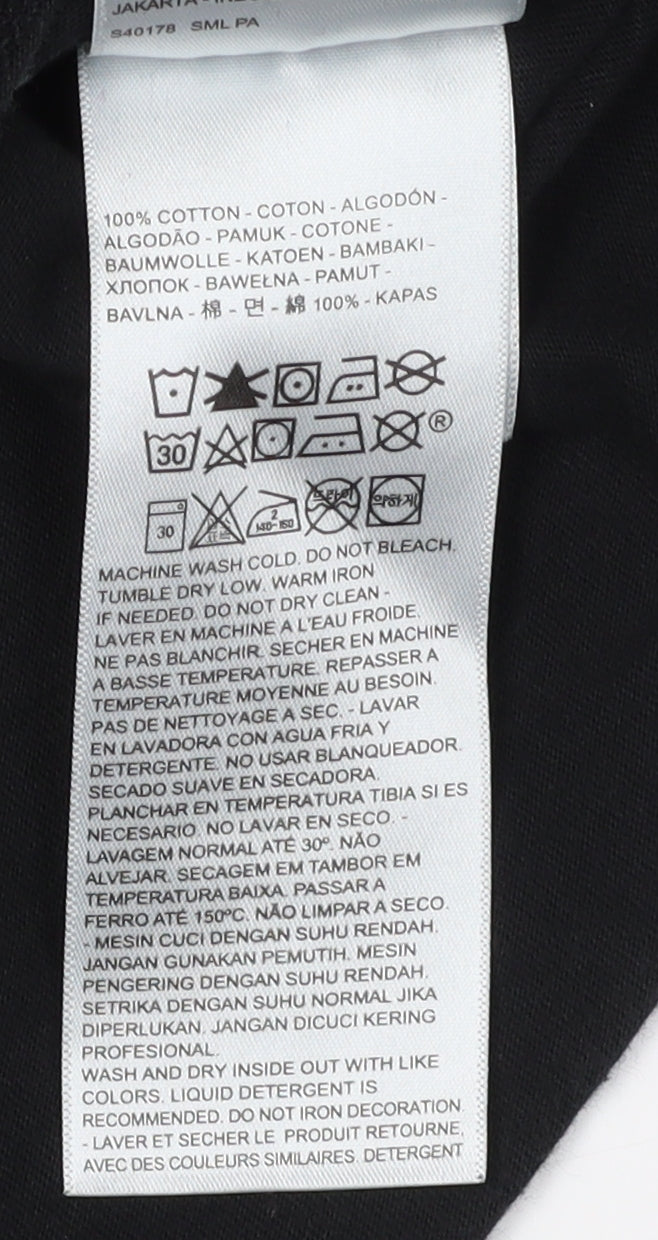 JAKARTA -
S40178 SML PA
100% COTTON - COTON - ALGODÓN -
ALGODÃO - PAMUK - COTONE -
BAUMWOLLE - KATOEN - BAMBAKI -
ХЛОПОК - BAWEŁNA - PAMUT -
BAVLNA - 棉 - 면 - 綿 100% - KAPAS
30 ®
30 2 140~160 드라이 약하게
MACHINE WASH COLD. DO NOT BLEACH.
TUMBLE DRY LOW. WARM IRON
IF NEEDED. DO NOT DRY CLEAN -
LAVER EN MACHINE A L'EAU FROIDE.
NE PAS BLANCHIR. SECHER EN MACHINE
A BASSE TEMPERATURE. REPASSER A
TEMPERATURE MOYENNE AU BESOIN.
PAS DE NETTOYAGE A SEC. - LAVAR
EN LAVADORA CON AGUA FRIA Y
DETERGENTE. NO USAR BLANQUEADOR.
SECADO SUAVE EN SECADORA.
PLANCHAR EN TEMPERATURA TIBIA SI ES
NECESARIO. NO LAVAR EN SECO. -
LAVAGEM NORMAL ATÉ 30º. NÃO
ALVEJAR. SECAGEM EM TAMBOR EM
TEMPERATURA BAIXA. PASSAR A
FERRO ATÉ 150ºC. NÃO LIMPAR A SECO.
- MESIN CUCI DENGAN SUHU RENDAH.
JANGAN GUNAKAN PEMUTIH. MESIN
PENGERING DENGAN SUHU RENDAH.
SETRIKA DENGAN SUHU NORMAL JIKA
DIPERLUKAN. JANGAN DICUCI KERING
PROFESIONAL.
WASH AND DRY INSIDE OUT WITH LIKE
COLORS. LIQUID DETERGENT IS
RECOMMENDED. DO NOT IRON DECORATION.
- LAVER ET SECHER LE PRODUIT RETOURNE,
AVEC DES COULEURS SIMILAIRES. DETERGENT